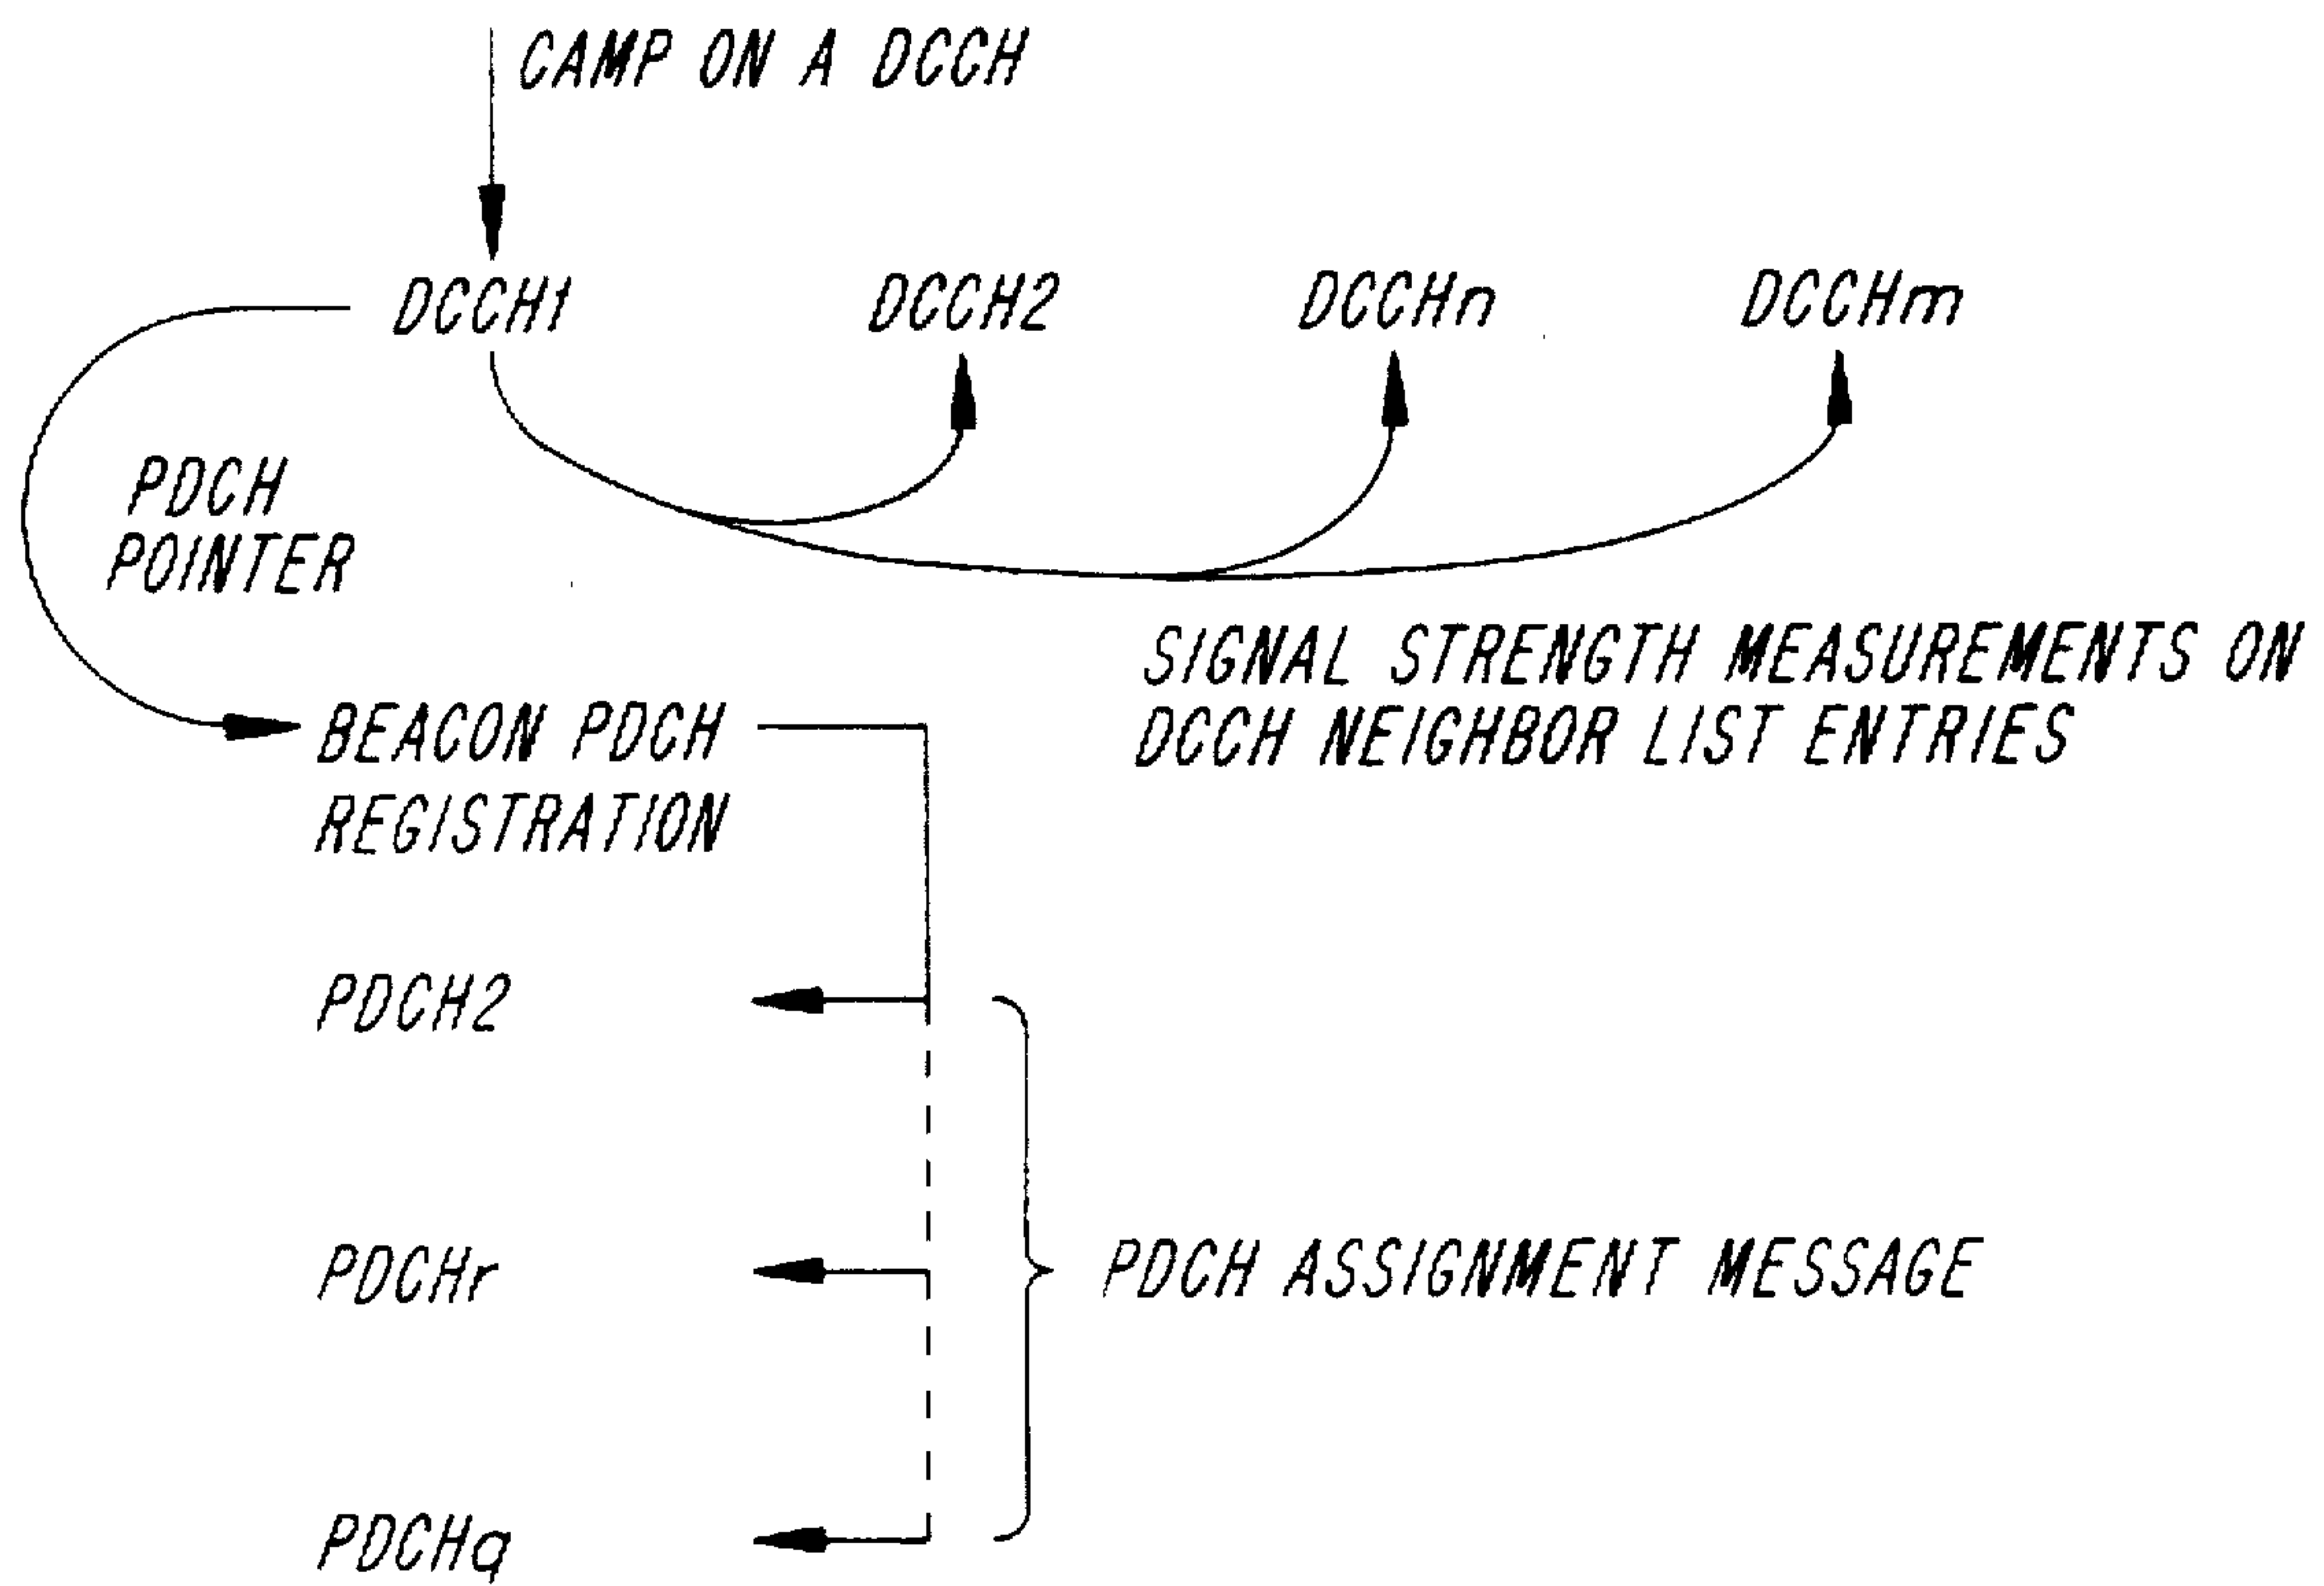 CAMP ON A DCCH
DCCH1 DCCH2 DCCHn DCCHm
PDCH
POINTER
SIGNAL STRENGTH MEASUREMENTS ON
DCCH NEIGHBOR LIST ENTRIES
BEACON PDCH
REGISTRATION
PDCH2
PDCHr
PDCH ASSIGNMENT MESSAGE
PDCHq